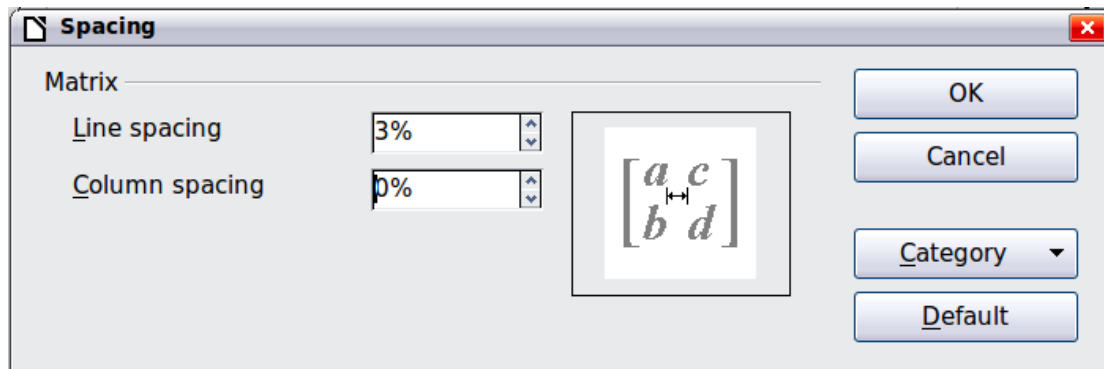 Spacing
Matrix
Line spacing 3%
Column spacing 0%
a c
b d
OK
Cancel
Category
Default